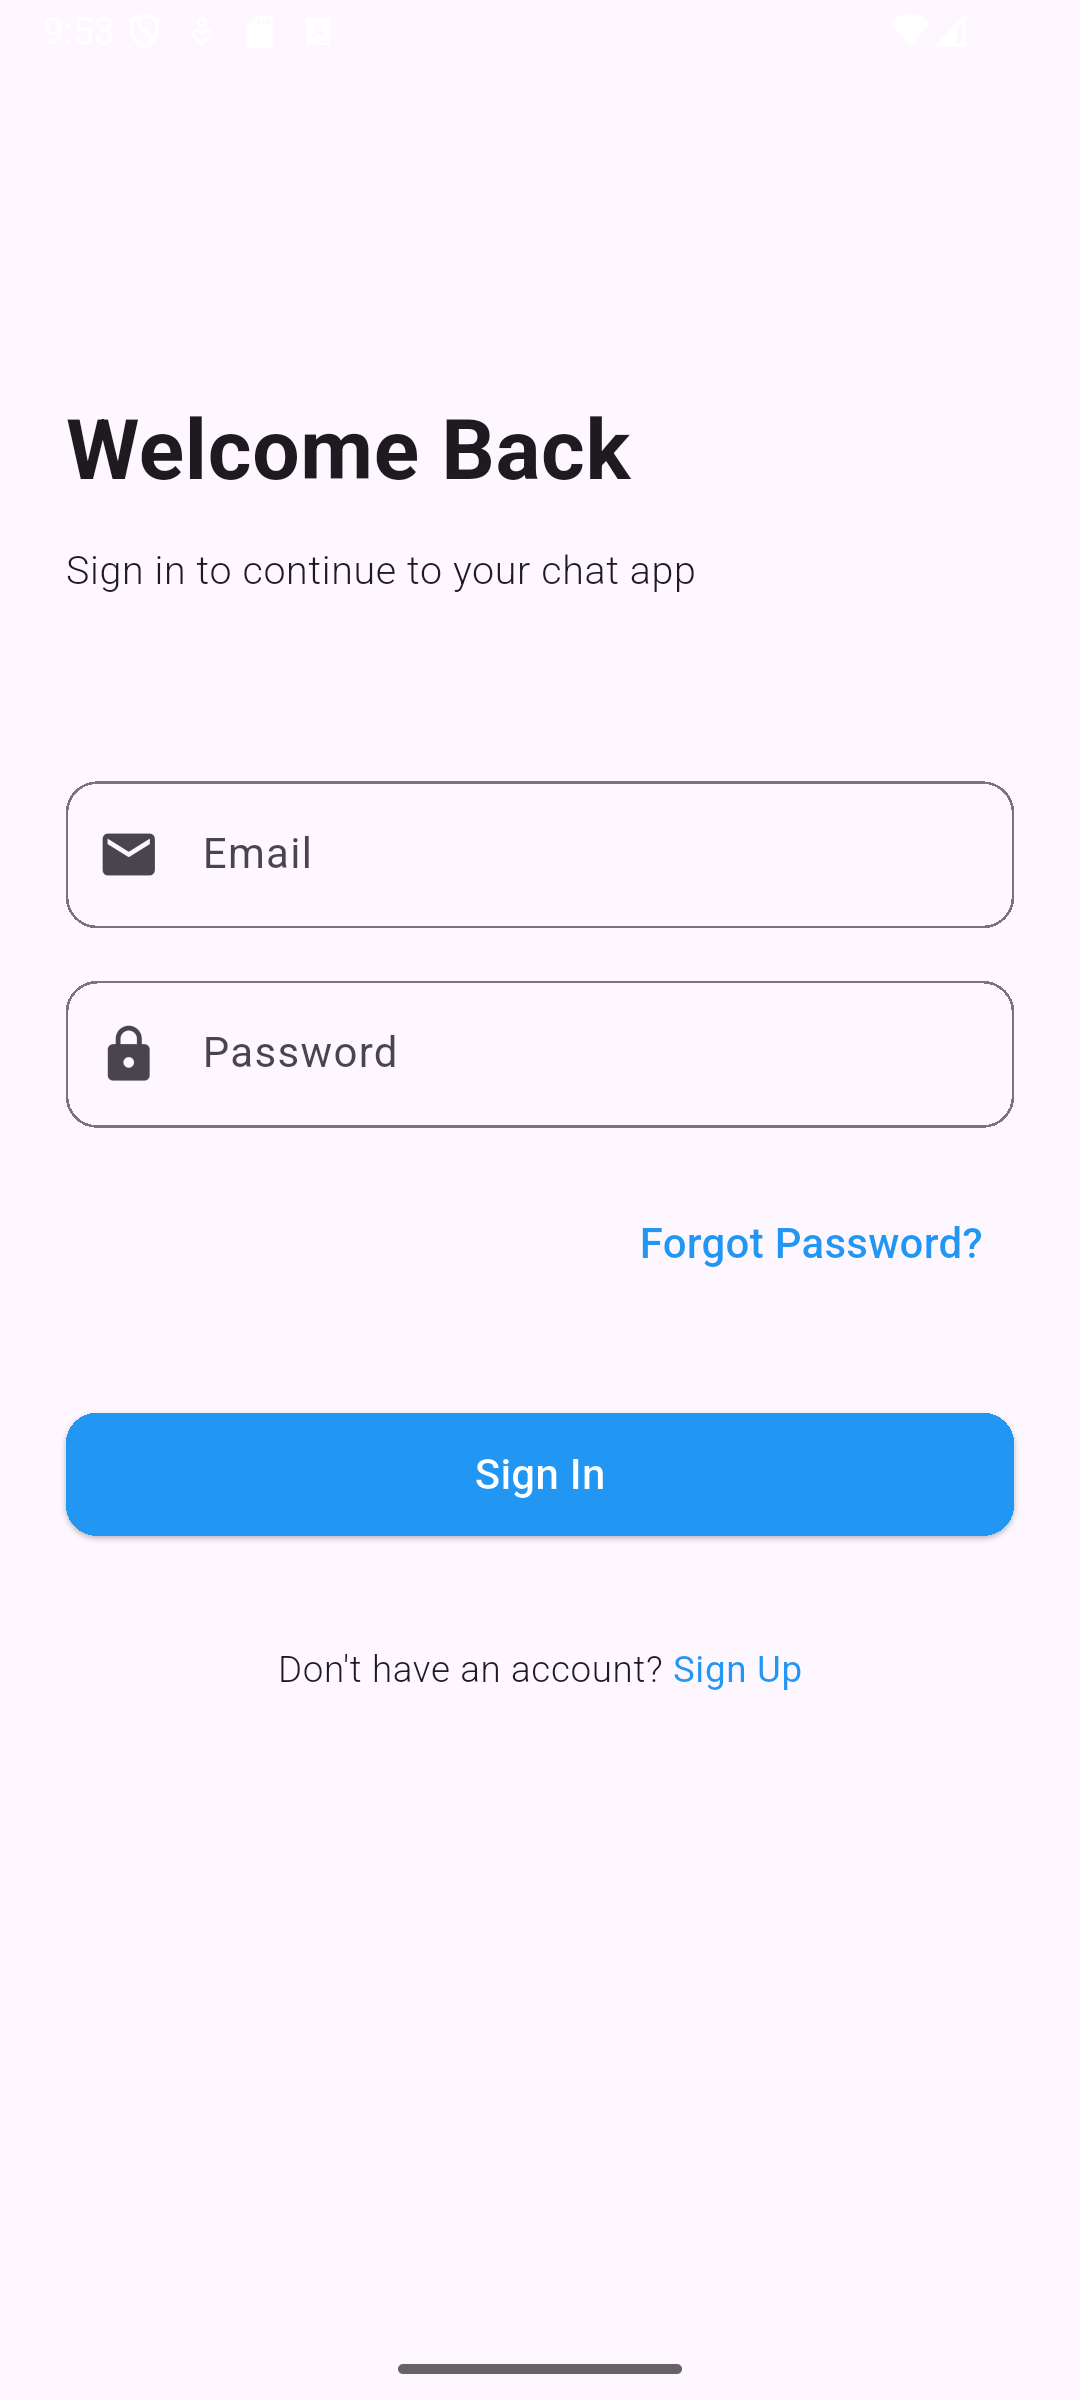 9:53
Welcome Back
Sign in to continue to your chat app
Email
Password
Forgot Password?
Sign In
Don't have an account? Sign Up